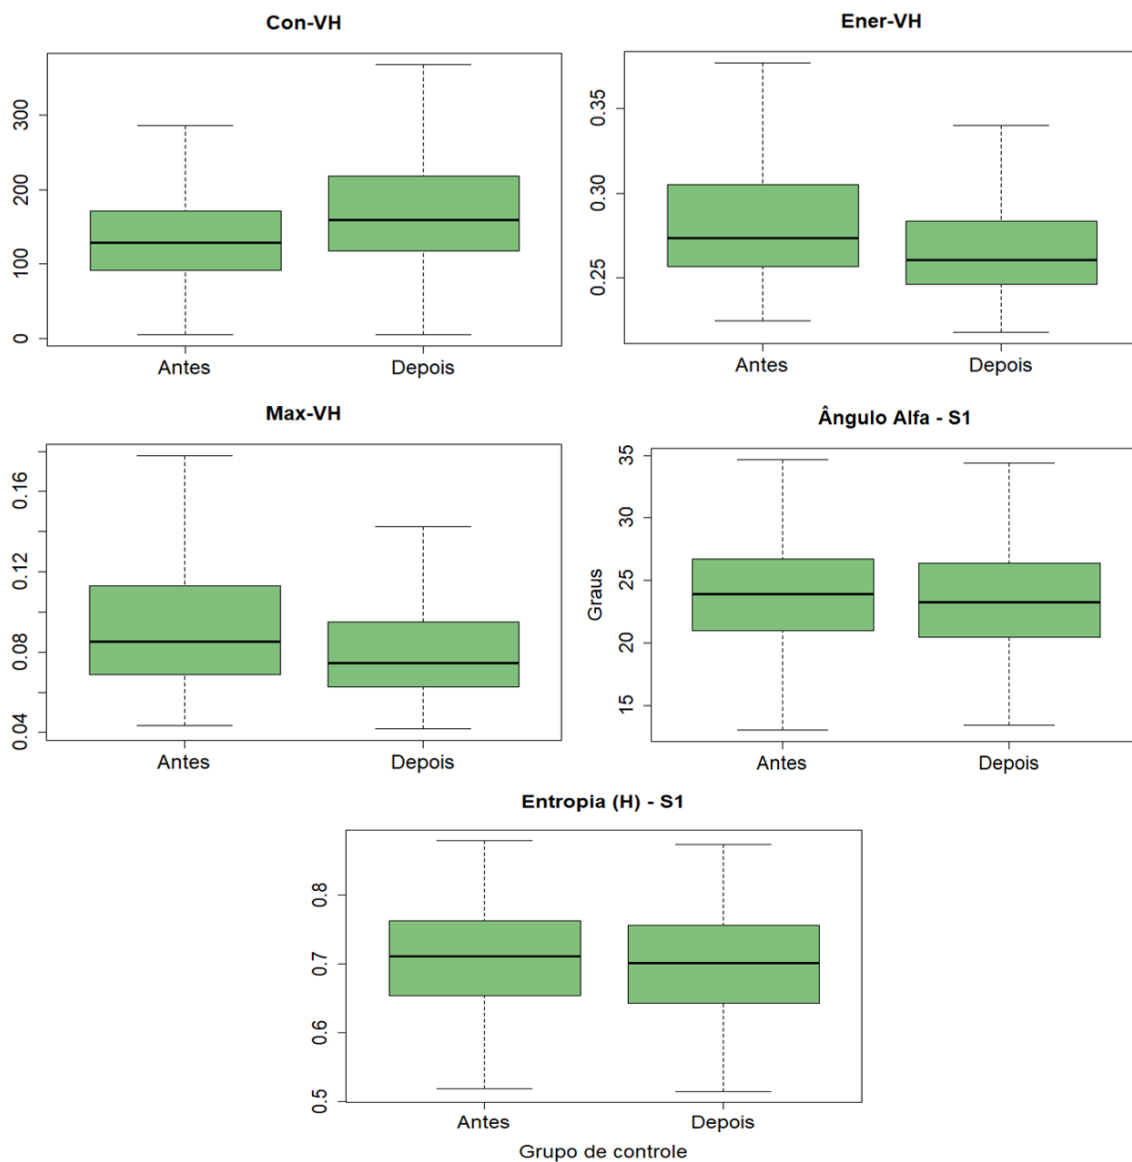 Con-VH
300
200
100
0
Antes
Depois
Ener-VH
0.35
0.30
0.25
Antes
Depois
Max-VH
0.16
0.12
0.08
0.04
Antes
Depois
Ângulo Alfa - S1
Graus
35
30
25
20
15
Antes
Depois
Entropia (H) - S1
0.8
0.7
0.6
0.5
Antes
Depois
Grupo de controle